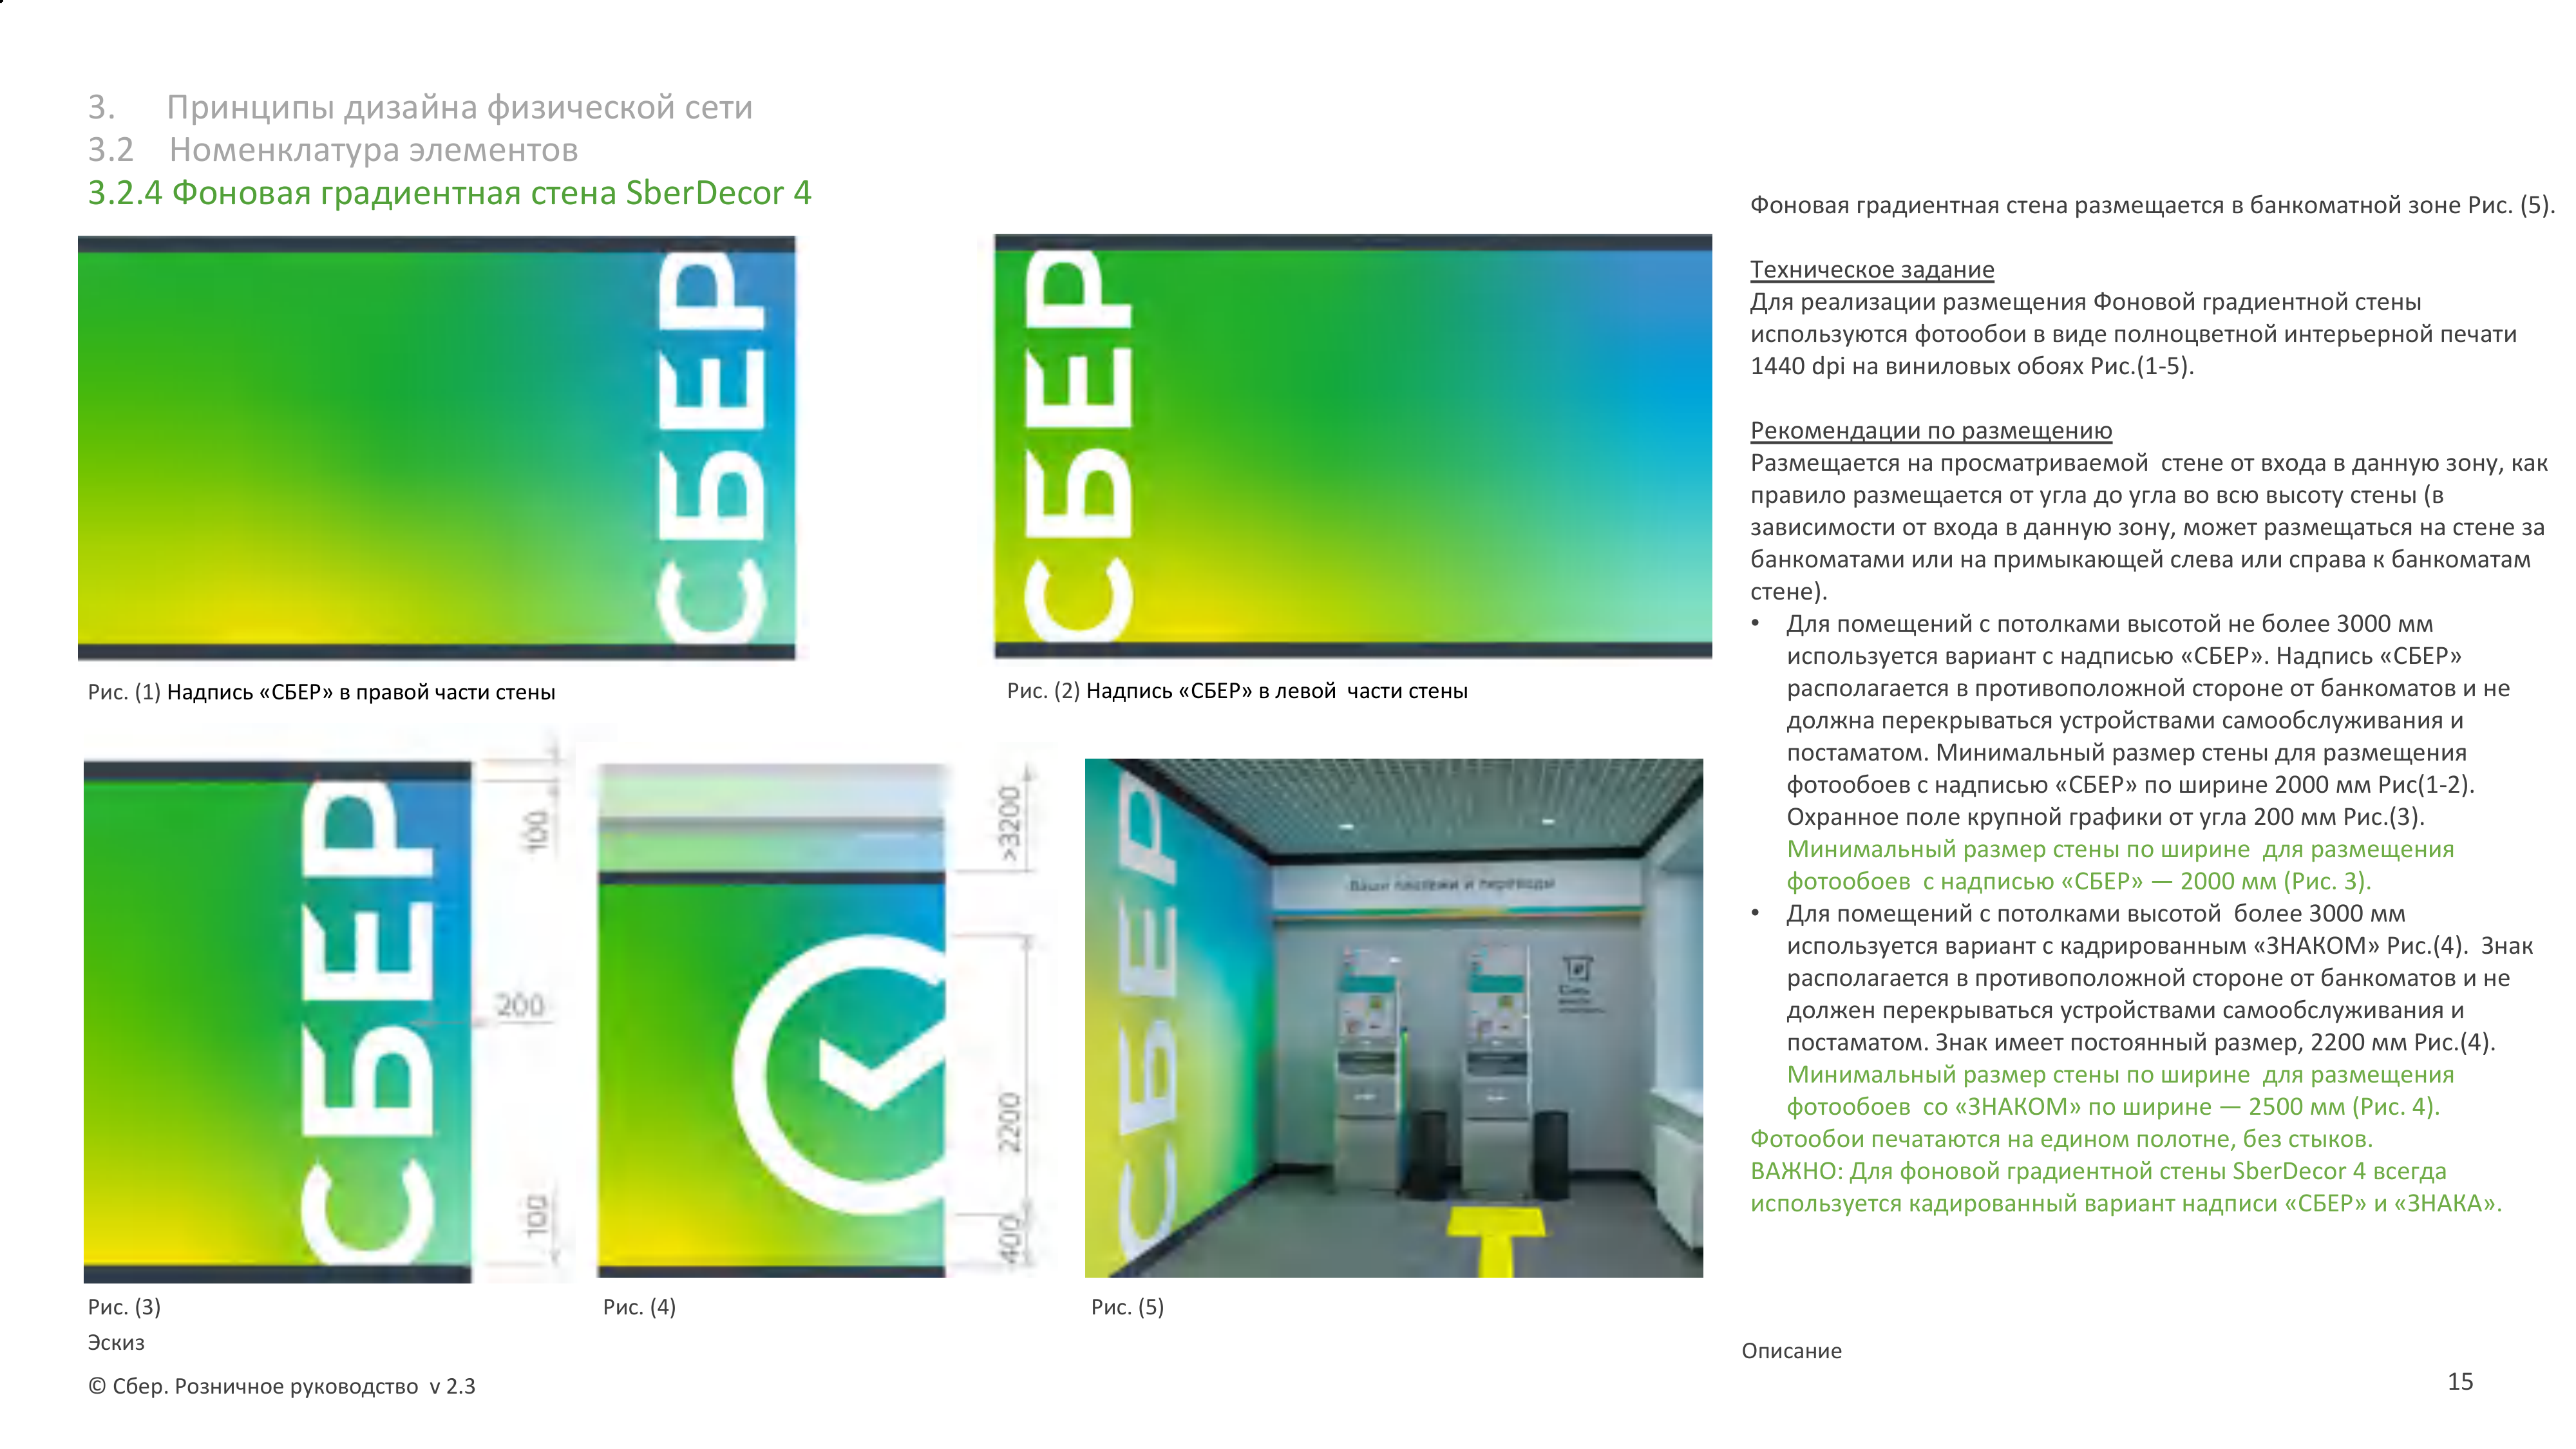 3. Принципы дизайна физической сети
3.2 Номенклатура элементов
3.2.4 Фоновая градиентная стена SberDecor 4
СБЕР
СБЕР
Рис. (1) Надпись «СБЕР» в правой части стены
Рис. (2) Надпись «СБЕР» в левой части стены
СБЕР
100
200
100
>3200
2200
400
СБЕР
Ваши платежи и переводы
Рис. (3)
Рис. (4)
Рис. (5)
Эскиз
Фоновая градиентная стена размещается в банкоматной зоне Рис. (5).
Техническое задание
Для реализации размещения Фоновой градиентной стены
используются фотообои в виде полноцветной интерьерной печати
1440 dpi на виниловых обоях Рис.(1-5).
Рекомендации по размещению
Размещается на просматриваемой стене от входа в данную зону, как
правило размещается от угла до угла во всю высоту стены (в
зависимости от входа в данную зону, может размещаться на стене за
банкоматами или на примыкающей слева или справа к банкоматам
стене).
• Для помещений с потолками высотой не более 3000 мм
используется вариант с надписью «СБЕР». Надпись «СБЕР»
располагается в противоположной стороне от банкоматов и не
должна перекрываться устройствами самообслуживания и
постаматом. Минимальный размер стены для размещения
фотообоев с надписью «СБЕР» по ширине 2000 мм Рис(1-2).
Охранное поле крупной графики от угла 200 мм Рис.(3).
Минимальный размер стены по ширине для размещения
фотообоев с надписью «СБЕР» — 2000 мм (Рис. 3).
• Для помещений с потолками высотой более 3000 мм
используется вариант с кадрированным «ЗНАКОМ» Рис.(4). Знак
располагается в противоположной стороне от банкоматов и не
должен перекрываться устройствами самообслуживания и
постаматом. Знак имеет постоянный размер, 2200 мм Рис.(4).
Минимальный размер стены по ширине для размещения
фотообоев со «ЗНАКОМ» по ширине — 2500 мм (Рис. 4).
Фотообои печатаются на едином полотне, без стыков.
ВАЖНО: Для фоновой градиентной стены SberDecor 4 всегда
используется кадированный вариант надписи «СБЕР» и «ЗНАКА».
Описание
© Сбер. Розничное руководство v 2.3
15